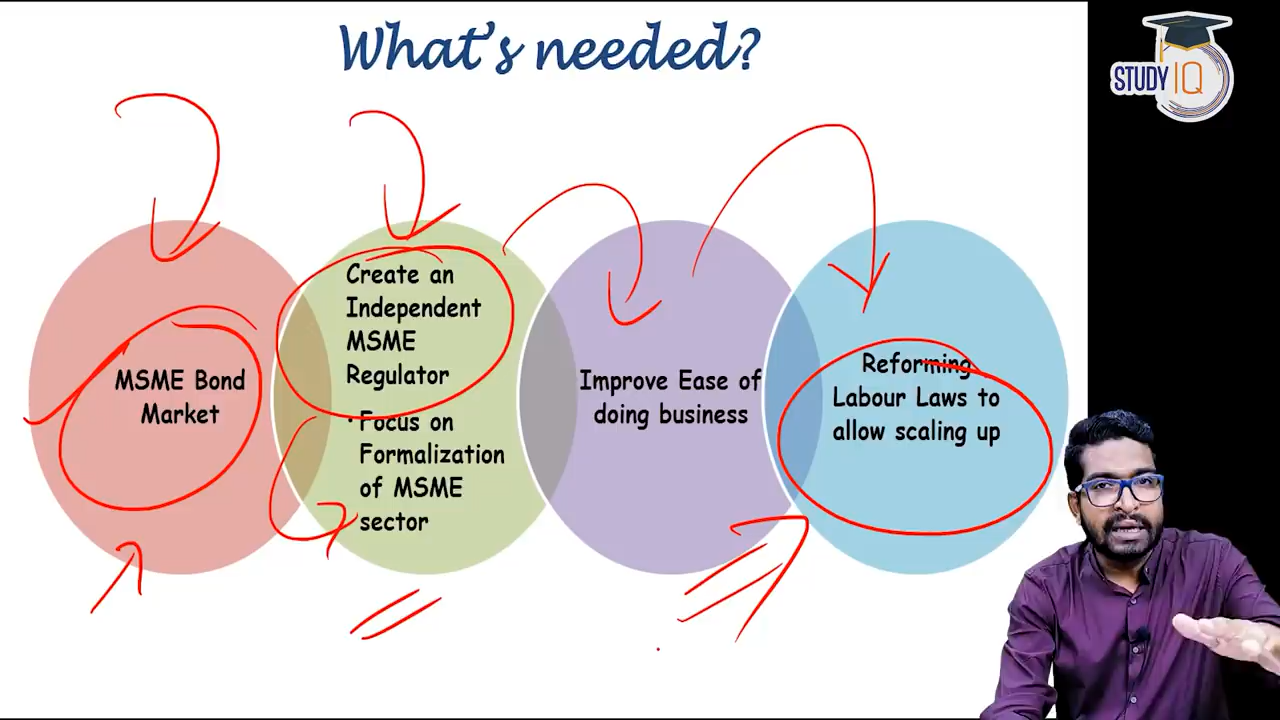 What's needed?
STUDY IQ
Create an
Independent
MSME
Regulator
• Focus on
Formalization
of MSME
sector
MSME Bond
Market
Improve Ease of
doing business
Reforming
Labour Laws to
allow scaling up